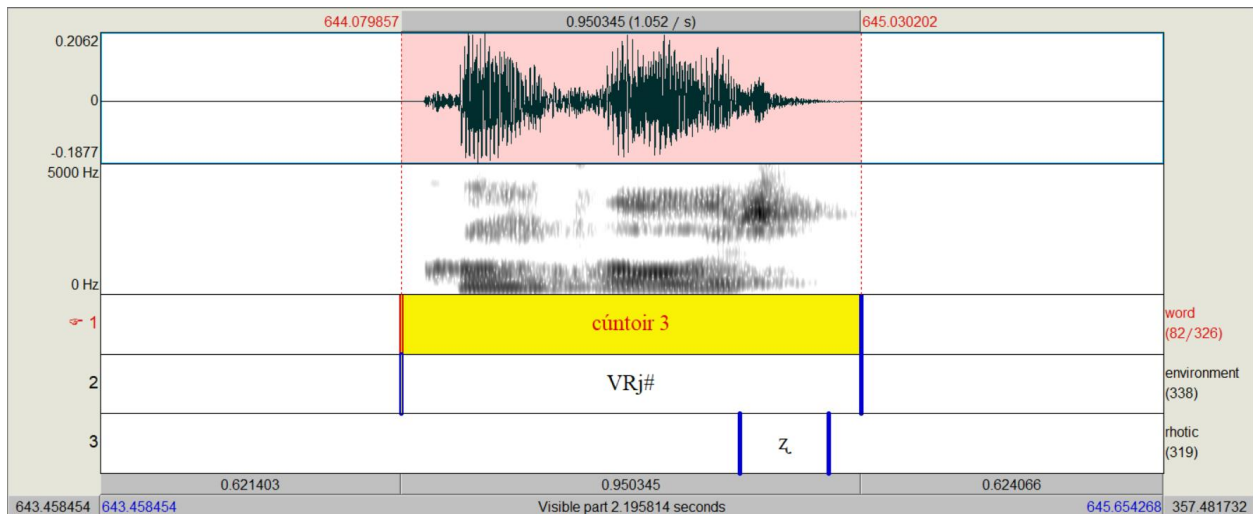 644.079857 0.950345 (1.052 / s) 645.030202
0.2062
0
-0.1877
5000 Hz
0 Hz
☞ 1 cúntoir 3 word
(82/326)
2 VRj# environment
(338)
3 ʐ rhotic
(319)
0.621403 0.950345 0.624066
643.458454 643.458454 Visible part 2.195814 seconds 645.654268 357.481732